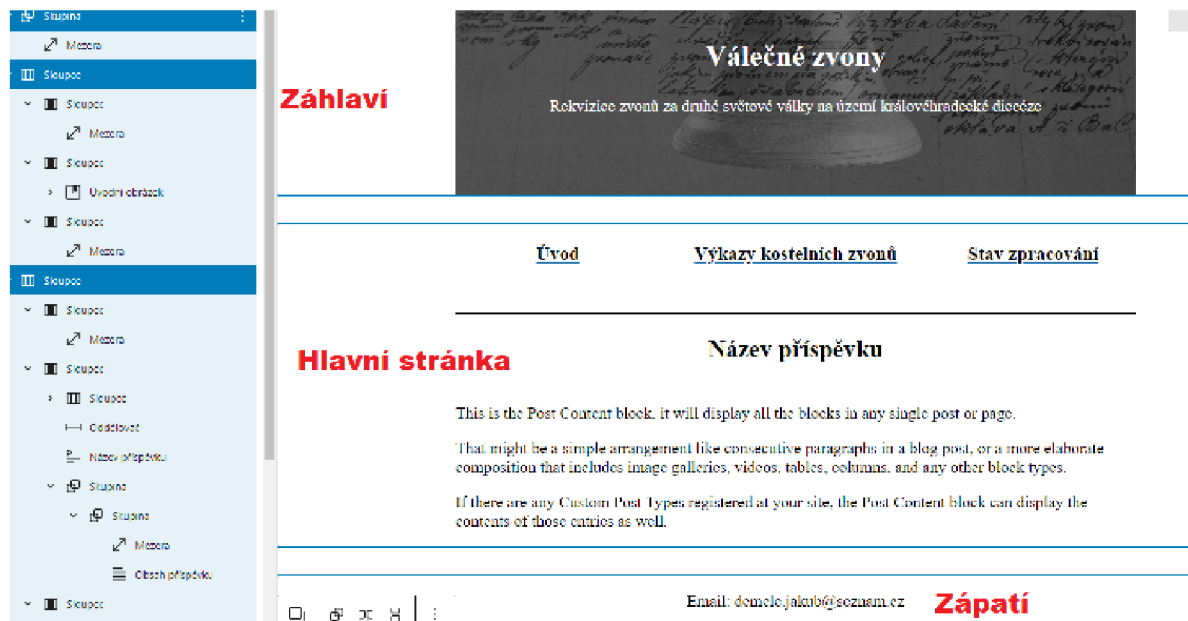 Skupina
Mezera
Sloupce
Sloupec
Mezera
Sloupec
Úvodní obrázek
Sloupec
Mezera
Sloupce
Sloupec
Mezera
Sloupec
Sloupce
Oddělovač
Název příspěvku
Skupina
Skupina
Mezera
Obsah příspěvku
Sloupec
Záhlaví
Válečné zvony
Rekvizice zvonů za druhé světové války na území královéhradecké diecéze
Úvod Výkazy kostelních zvonů Stav zpracování
Hlavní stránka
Název příspěvku
This is the Post Content block, it will display all the blocks in any single post or page.
That might be a simple arrangement like consecutive paragraphs in a blog post, or a more elaborate
composition that includes image galleries, videos, tables, columns, and any other block types.
If there are any Custom Post Types registered at your site, the Post Content block can display the
contents of those entries as well.
Email: demele.jakub@seznam.cz
Zápatí